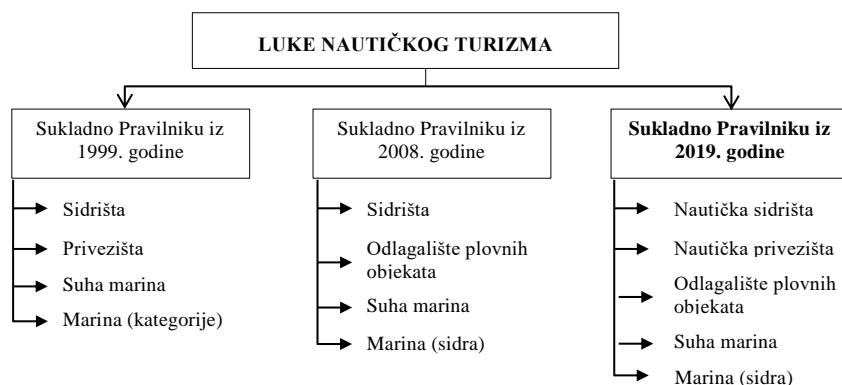 LUKE NAUTIČKOG TURIZMA
Sukladno Pravilniku iz
1999. godine
Sidrišta
Privezišta
Suha marina
Marina (kategorije)
Sukladno Pravilniku iz
2008. godine
Sidrišta
Odlagalište plovnih
objekata
Suha marina
Marina (sidra)
Sukladno Pravilniku iz
2019. godine
Nautička sidrišta
Nautička privezišta
Odlagalište plovnih
objekata
Suha marina
Marina (sidra)